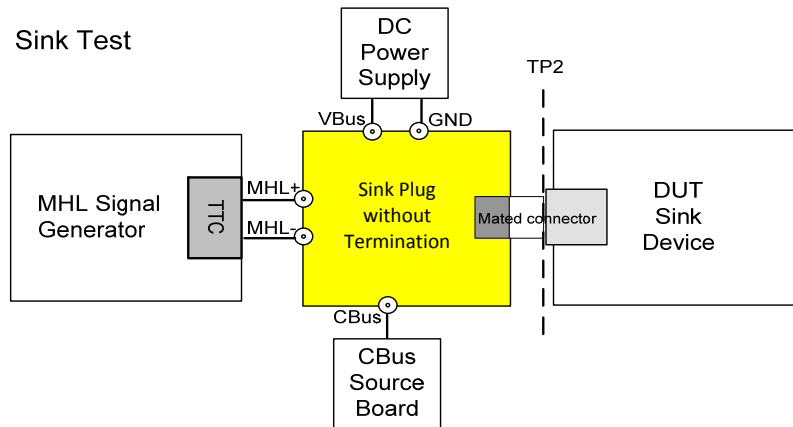 Sink Test
DC
Power
Supply
TP2
VBus
GND
MHL Signal
Generator
TTC
MHL+
MHL-
Sink Plug
without
Termination
Mated connector
DUT
Sink
Device
CBus
CBus
Source
Board